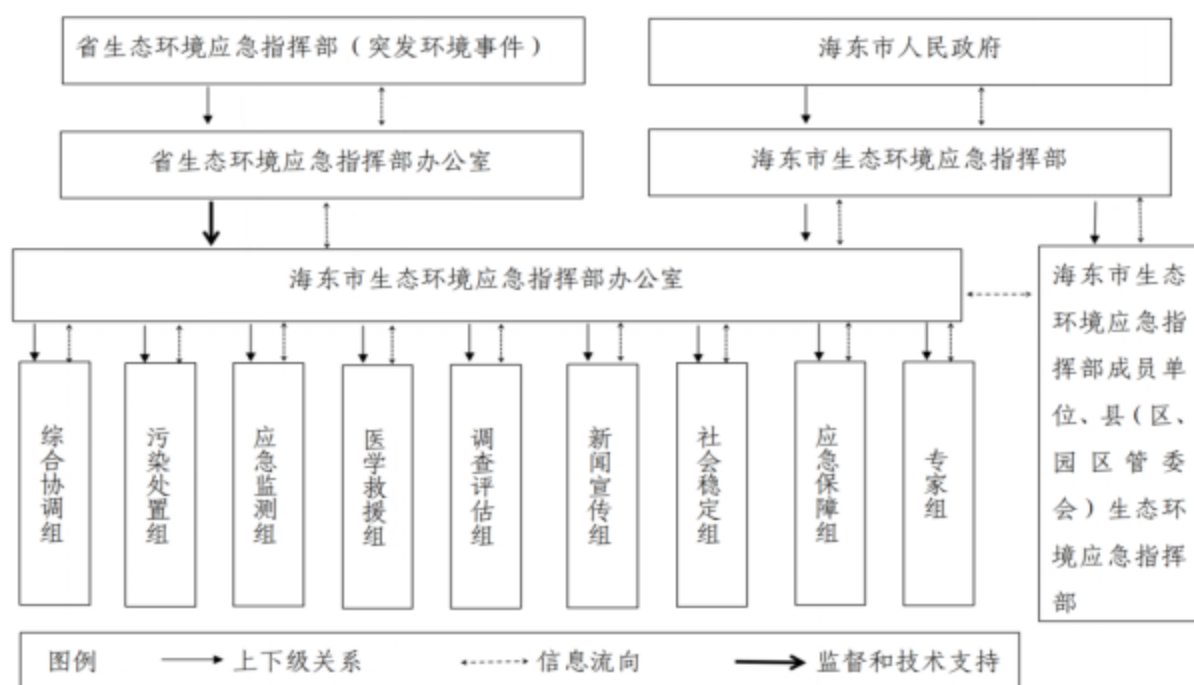 省生态环境应急指挥部（突发环境事件）
海东市人民政府
省生态环境应急指挥部办公室
海东市生态环境应急指挥部
海东市生态环境应急指挥部办公室
海东市生态
环境应急指
挥部成员单
位、县（区、
园区管委
会）生态环
境应急指挥
部
综合协调组
污染处置组
应急监测组
医学救援组
调查评估组
新闻宣传组
社会稳定组
应急保障组
专家组
图例 上下级关系 信息流向 监督和技术支持